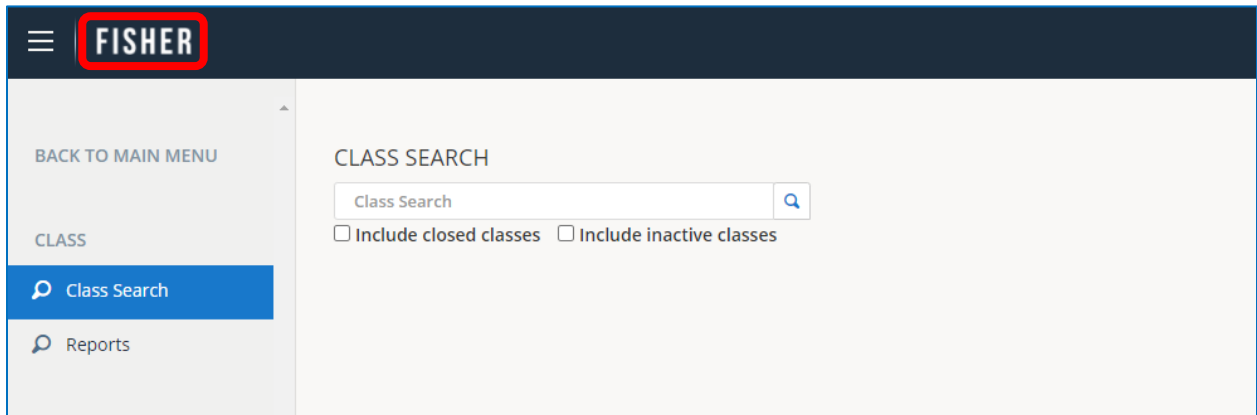 FISHER
BACK TO MAIN MENU
CLASS
Class Search
Reports
CLASS SEARCH
Class Search
Include closed classes Include inactive classes